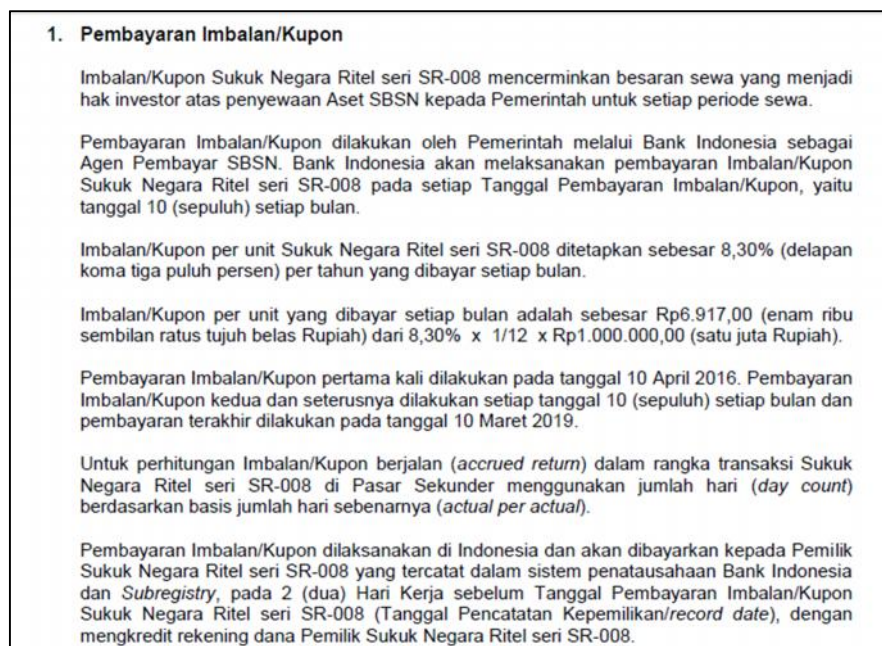 1. Pembayaran Imbalan/Kupon
Imbalan/Kupon Sukuk Negara Ritel seri SR-008 mencerminkan besaran sewa yang menjadi
hak investor atas penyewaan Aset SBSN kepada Pemerintah untuk setiap periode sewa.
Pembayaran Imbalan/Kupon dilakukan oleh Pemerintah melalui Bank Indonesia sebagai
Agen Pembayar SBSN. Bank Indonesia akan melaksanakan pembayaran Imbalan/Kupon
Sukuk Negara Ritel seri SR-008 pada setiap Tanggal Pembayaran Imbalan/Kupon, yaitu
tanggal 10 (sepuluh) setiap bulan.
Imbalan/Kupon per unit Sukuk Negara Ritel seri SR-008 ditetapkan sebesar 8,30% (delapan
koma tiga puluh persen) per tahun yang dibayar setiap bulan.
Imbalan/Kupon per unit yang dibayar setiap bulan adalah sebesar Rp6.917,00 (enam ribu
sembilan ratus tujuh belas Rupiah) dari 8,30% x 1/12 x Rp1.000.000,00 (satu juta Rupiah).
Pembayaran Imbalan/Kupon pertama kali dilakukan pada tanggal 10 April 2016. Pembayaran
Imbalan/Kupon kedua dan seterusnya dilakukan setiap tanggal 10 (sepuluh) setiap bulan dan
pembayaran terakhir dilakukan pada tanggal 10 Maret 2019.
Untuk perhitungan Imbalan/Kupon berjalan (accrued return) dalam rangka transaksi Sukuk
Negara Ritel seri SR-008 di Pasar Sekunder menggunakan jumlah hari (day count)
berdasarkan basis jumlah hari sebenarnya (actual per actual).
Pembayaran Imbalan/Kupon dilaksanakan di Indonesia dan akan dibayarkan kepada Pemilik
Sukuk Negara Ritel seri SR-008 yang tercatat dalam sistem penatausahaan Bank Indonesia
dan Subregistry, pada 2 (dua) Hari Kerja sebelum Tanggal Pembayaran Imbalan/Kupon
Sukuk Negara Ritel seri SR-008 (Tanggal Pencatatan Kepemilikan/record date), dengan
mengkredit rekening dana Pemilik Sukuk Negara Ritel seri SR-008.